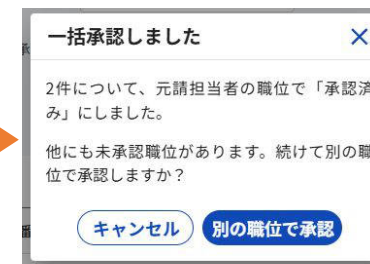 一括承認しました
2件について、元請担当者の職位で「承認済
み」にしました。
他にも未承認職位があります。続けて別の職
位で承認しますか？
キャンセル 別の職位で承認